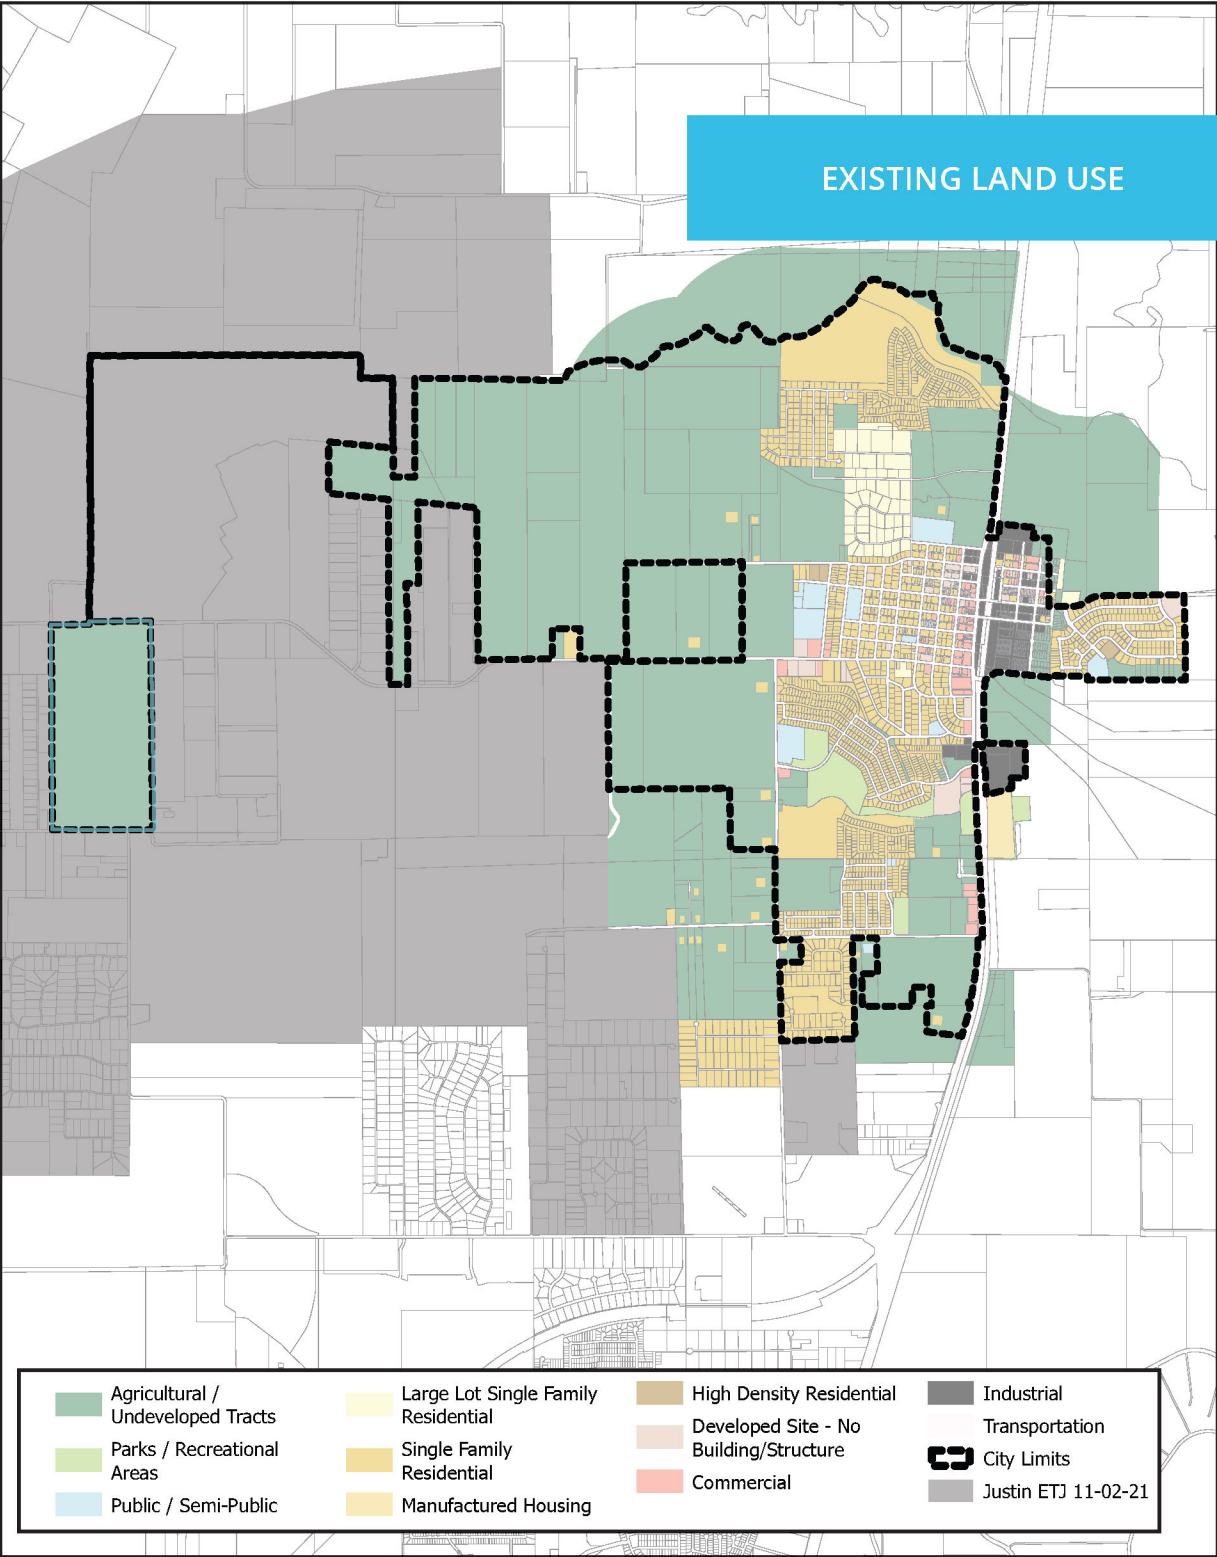 EXISTING LAND USE
Agricultural /
Undeveloped Tracts
Parks / Recreational
Areas
Public / Semi-Public
Large Lot Single Family
Residential
Single Family
Residential
Manufactured Housing
High Density Residential
Developed Site - No
Building/Structure
Commercial
Industrial
Transportation
City Limits
Justin ETJ 11-02-21